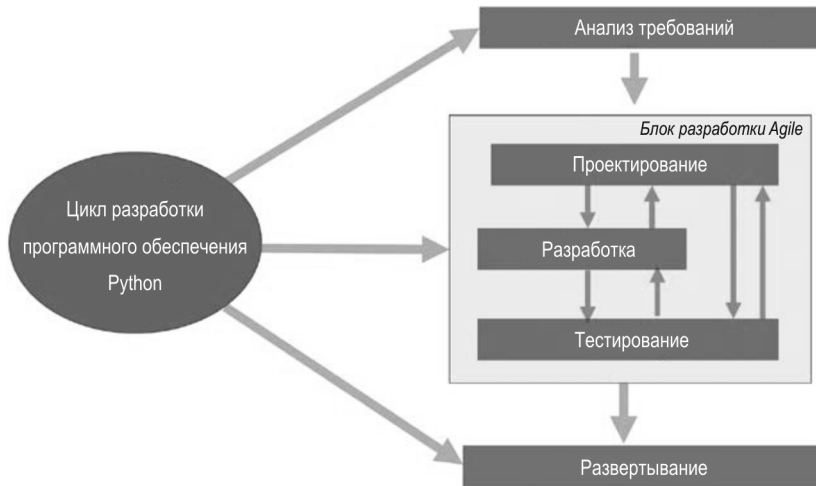 Анализ требований
Блок разработки Agile
Проектирование
Цикл разработки
программного обеспечения
Python
Разработка
Тестирование
Развертывание